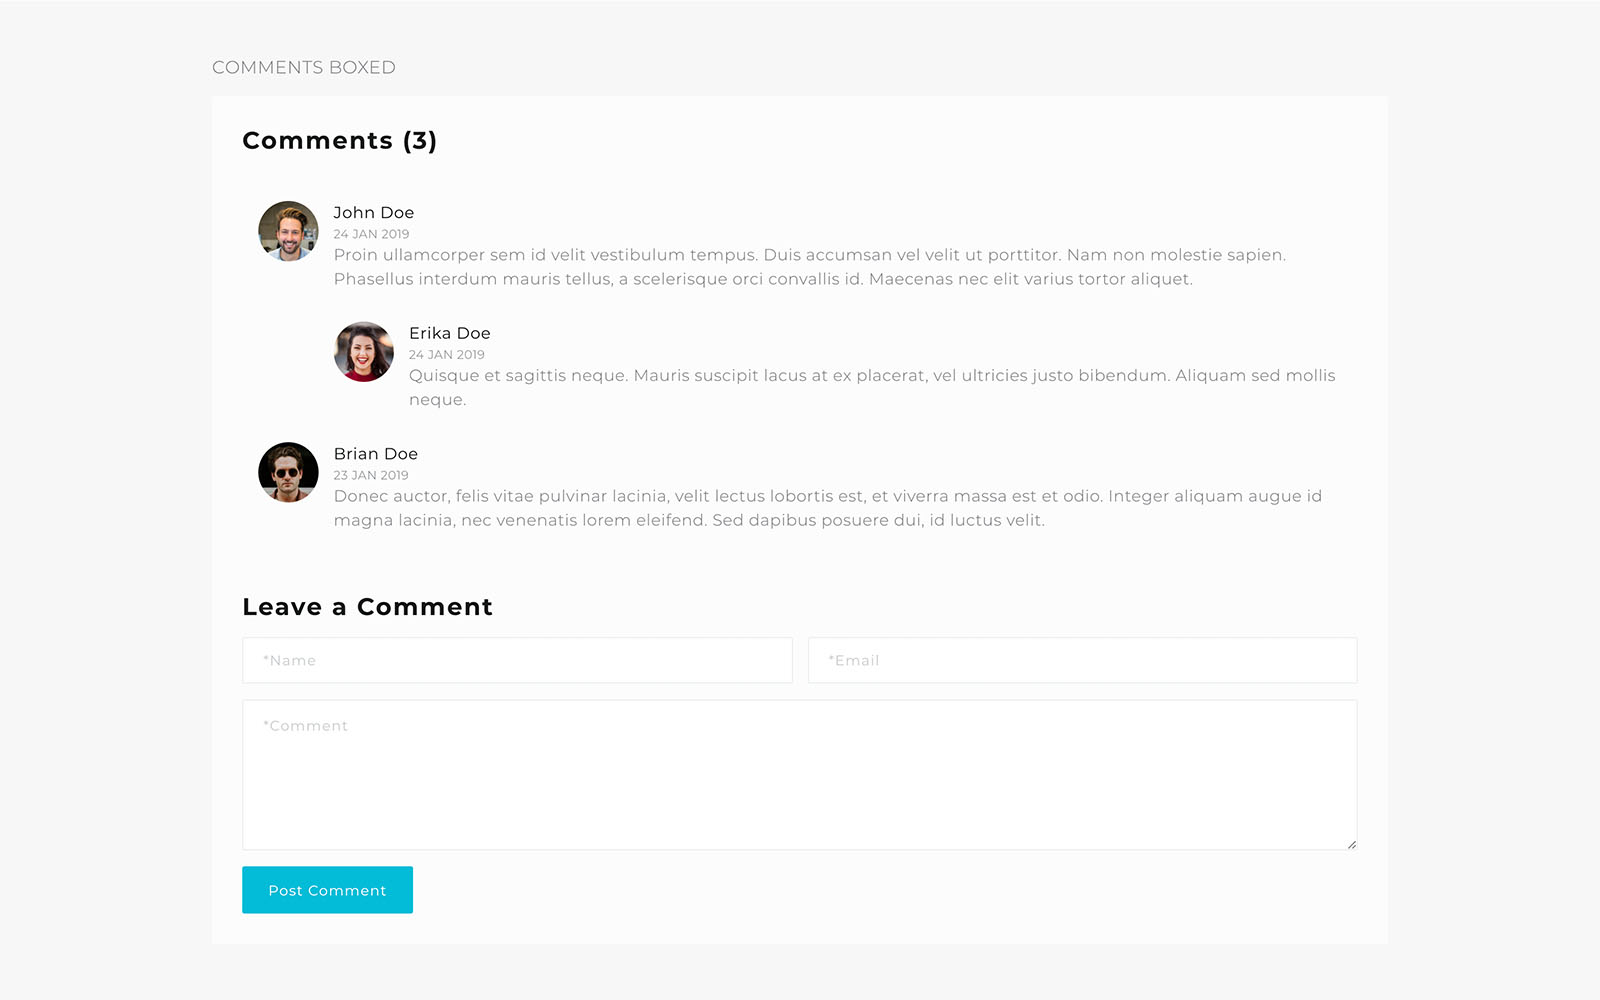 COMMENTS BOXED
Comments (3)
John Doe
24 JAN 2019
Proin ullamcorper sem id velit vestibulum tempus. Duis accumsan vel velit ut porttitor. Nam non molestie sapien.
Phasellus interdum mauris tellus, a scelerisque orci convallis id. Maecenas nec elit varius tortor aliquet.
Erika Doe
24 JAN 2019
Quisque et sagittis neque. Mauris suscipit lacus at ex placerat, vel ultricies justo bibendum. Aliquam sed mollis
neque.
Brian Doe
23 JAN 2019
Donec auctor, felis vitae pulvinar lacinia, velit lectus lobortis est, et viverra massa est et odio. Integer aliquam augue id
magna lacinia, nec venenatis lorem eleifend. Sed dapibus posuere dui, id luctus velit.
Leave a Comment
*Name
*Email
*Comment
Post Comment